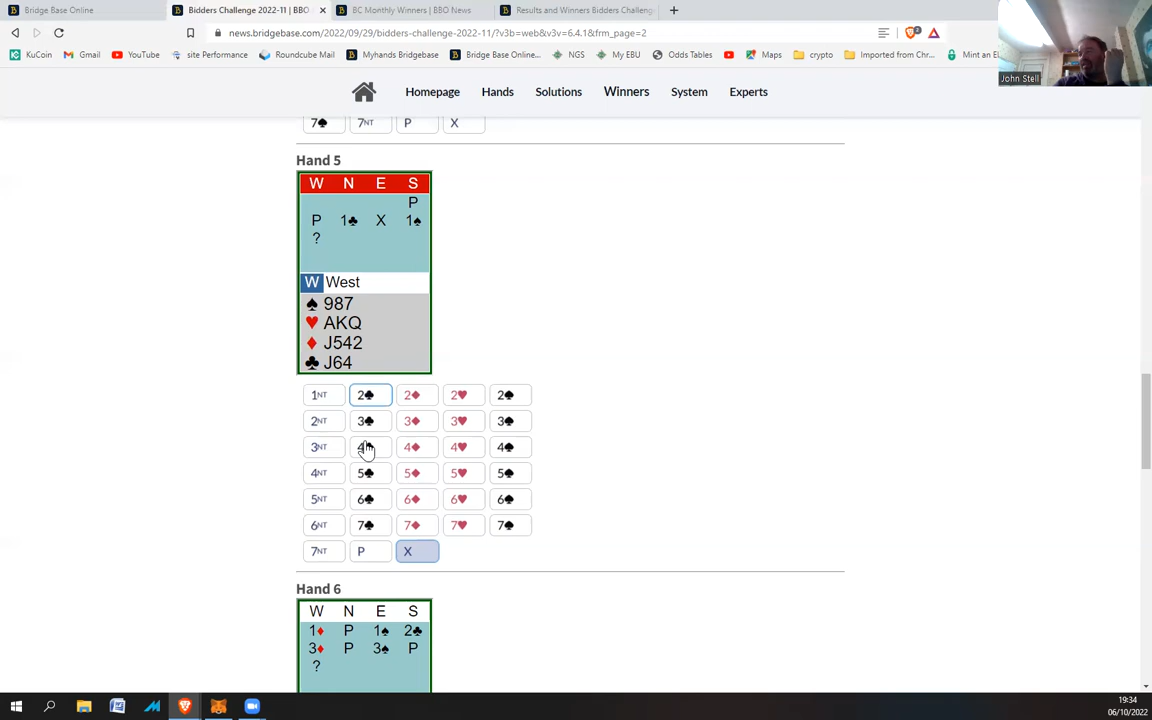 Bridge Base Online
Bidders Challenge 2022-11 | BBO
BC Monthly Winners | BBO News
Results and Winners Bidders Challeng
news.bridgebase.com/2022/09/29/bidders-challenge-2022-11/?v3b=web&v3v=6.4.1&frm_page=2
KuCoin Gmail YouTube site Performance Roundcube Mail Myhands Bridgebase Bridge Base Online... NGS My EBU Odds Tables Maps crypto Imported from Chr... Mint an E
John Stell
Homepage Hands Solutions Winners System Experts
7♠ 7NT P X
Hand 5
W N E S
P
P 1♣ X 1♠
?
W West
♠ 987
♥ AKQ
♦ J542
♣ J64
1NT 2♣ 2♦ 2♥ 2♠
2NT 3♣ 3♦ 3♥ 3♠
3NT 4♣ 4♦ 4♥ 4♠
4NT 5♣ 5♦ 5♥ 5♠
5NT 6♣ 6♦ 6♥ 6♠
6NT 7♣ 7♦ 7♥ 7♠
7NT P X
Hand 6
W N E S
1♦ P 1♠ 2♣
3♦ P 3♠ P
?
19:34
06/10/2022